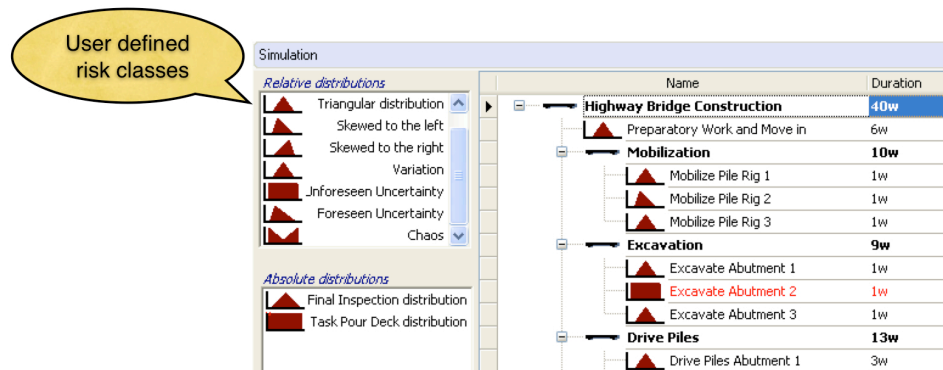 User defined
risk classes
Simulation
Relative distributions
Triangular distribution
Skewed to the left
Skewed to the right
Variation
Unforeseen Uncertainty
Foreseen Uncertainty
Chaos
Absolute distributions
Final Inspection distribution
Task Pour Deck distribution
Name Duration
Highway Bridge Construction 40w
Preparatory Work and Move in 6w
Mobilization 10w
Mobilize Pile Rig 1 1w
Mobilize Pile Rig 2 1w
Mobilize Pile Rig 3 1w
Excavation 9w
Excavate Abutment 1 1w
Excavate Abutment 2 1w
Excavate Abutment 3 1w
Drive Piles 13w
Drive Piles Abutment 1 3w